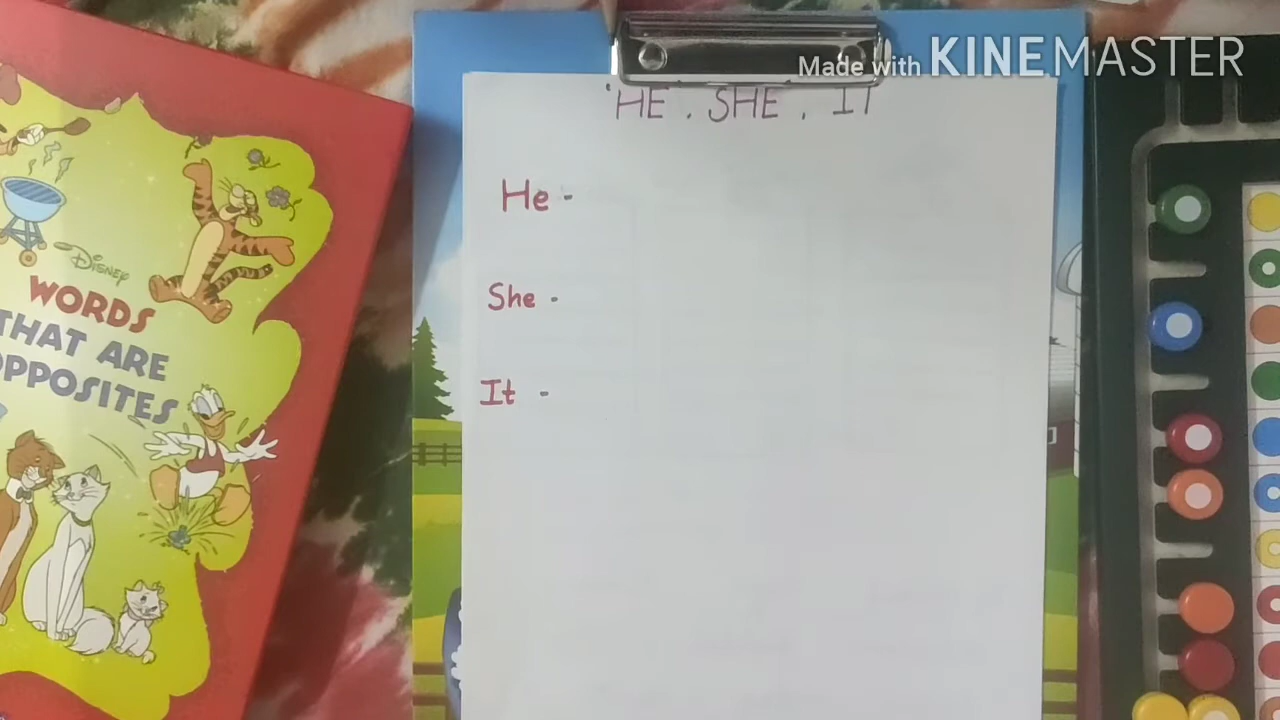 Made with KINEMASTER
'HE'. SHE'. IT
He -
She -
It -
Disney
WORDS
THAT ARE
OPPOSITES